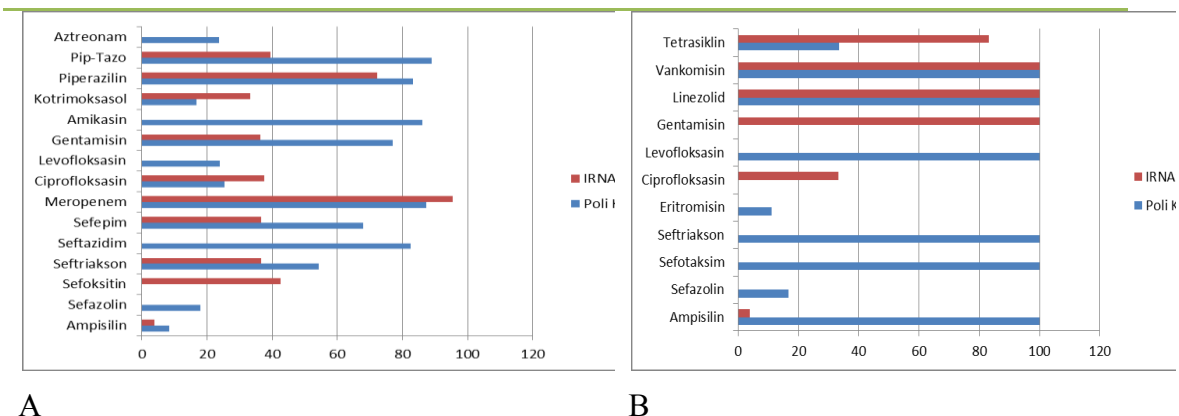 Aztreonam
Pip-Tazo
Piperazilin
Kotrimoksasol
Amikasin
Gentamisin
Levofloksasin
Ciprofloksasin
Meropenem
Sefepim
Seftazidim
Seftriakson
Sefoksitin
Sefazolin
Ampisilin
0 20 40 60 80 100 120
IRNA
Poli
A
Tetrasiklin
Vankomisin
Linezolid
Gentamisin
Levofloksasin
Ciprofloksasin
Eritromisin
Seftriakson
Sefotaksim
Sefazolin
Ampisilin
0 20 40 60 80 100 120
IRNA
Poli
B